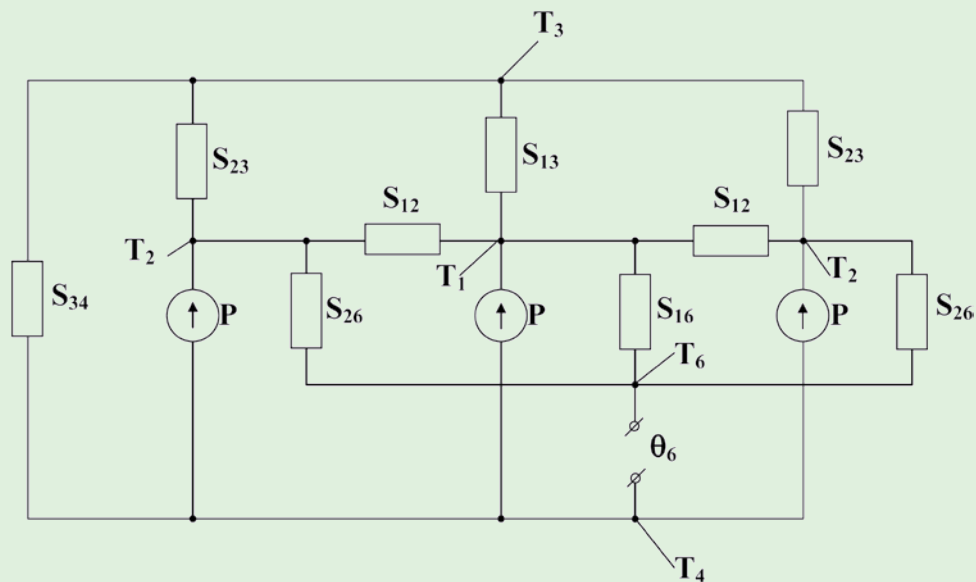 T₃
S₂₃ S₁₃ S₂₃
S₁₂ S₁₂
T₂ T₁ T₂
S₃₄ P S₂₆ P S₁₆ P S₂₆
T₆
θ₆
T₄